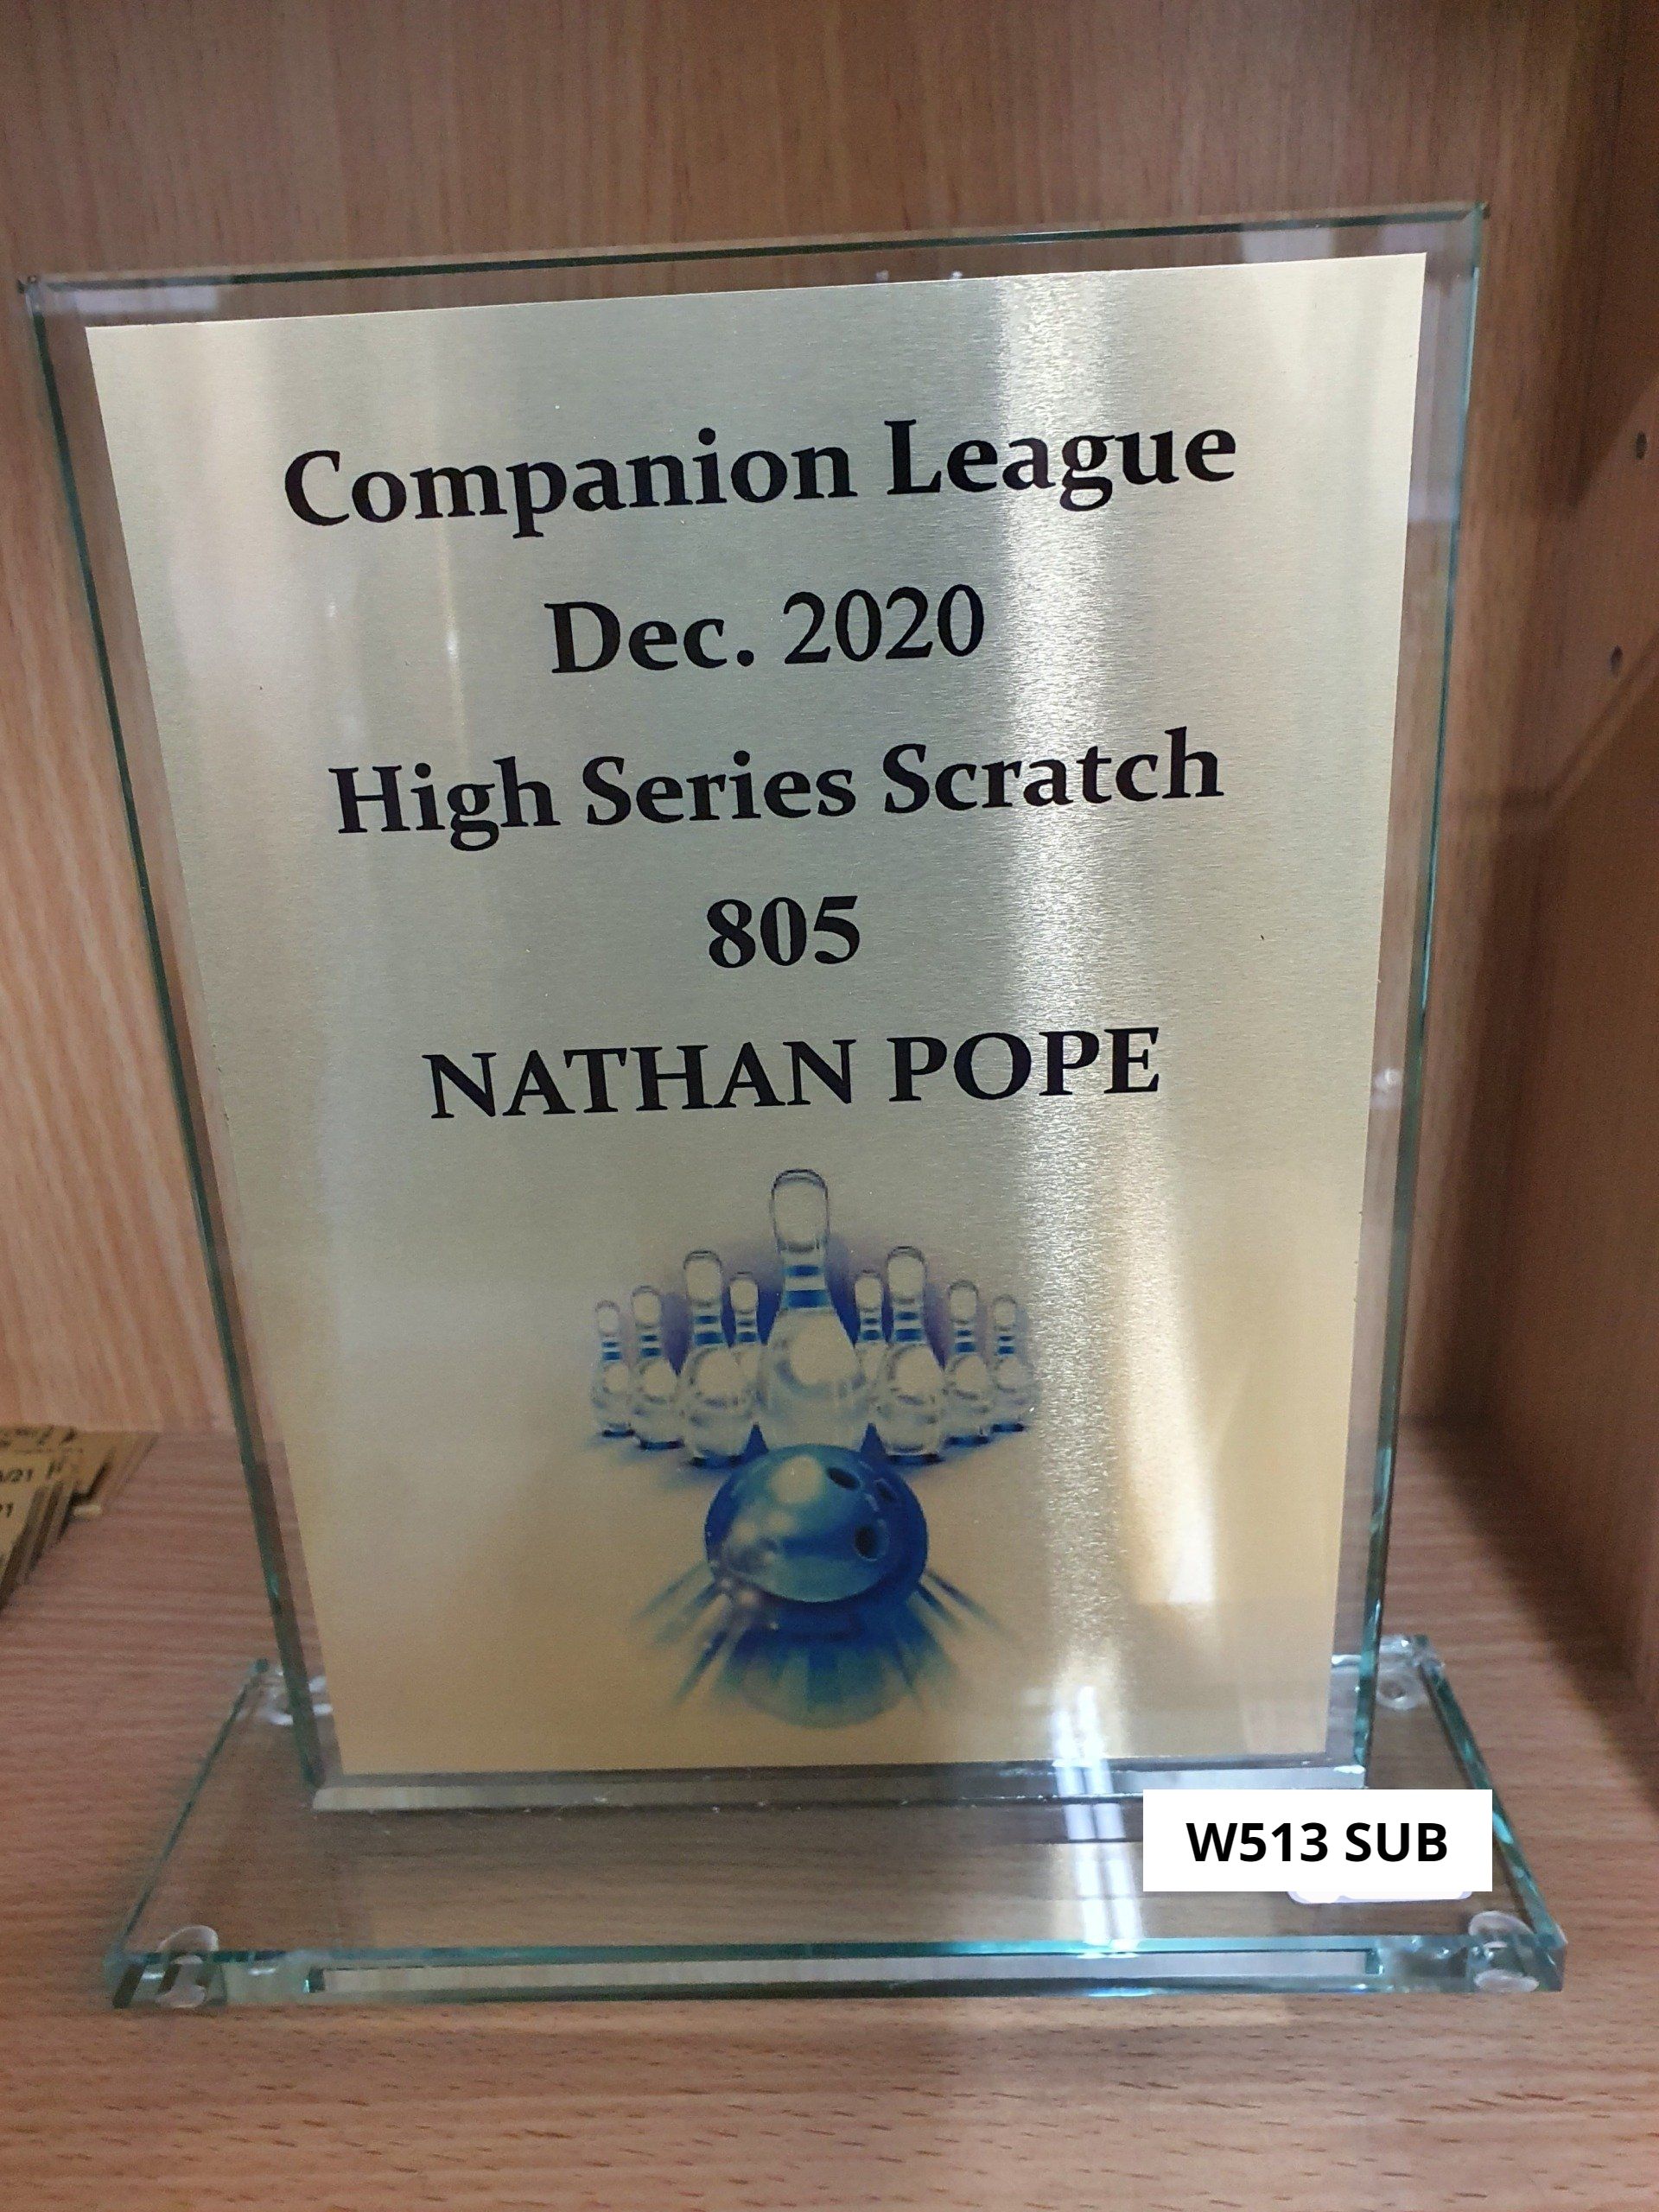 Companion League
Dec. 2020
High Series Scratch
805
NATHAN POPE
W513 SUB